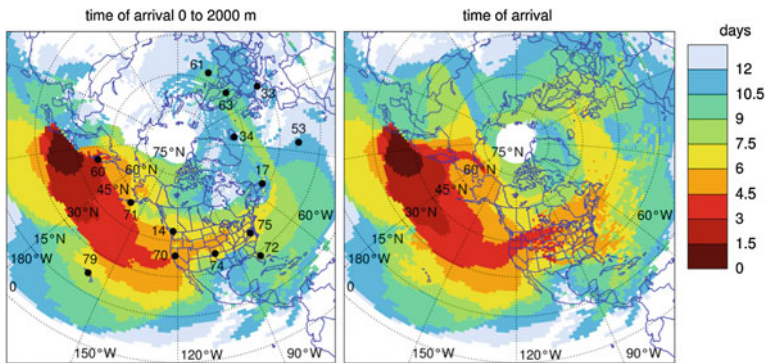 time of arrival 0 to 2000 m
time of arrival
days
12
10.5
9
7.5
6
4.5
3
1.5
0
61
33
63
34
53
75°N
60
60°N
17
45°N
71
30°N
60°W
14
75
15°N
180°W
79
70
74
72
0
150°W
120°W
90°W
75°N
60°N
45°N
30°N
60°W
15°N
180°W
0
150°W
120°W
90°W